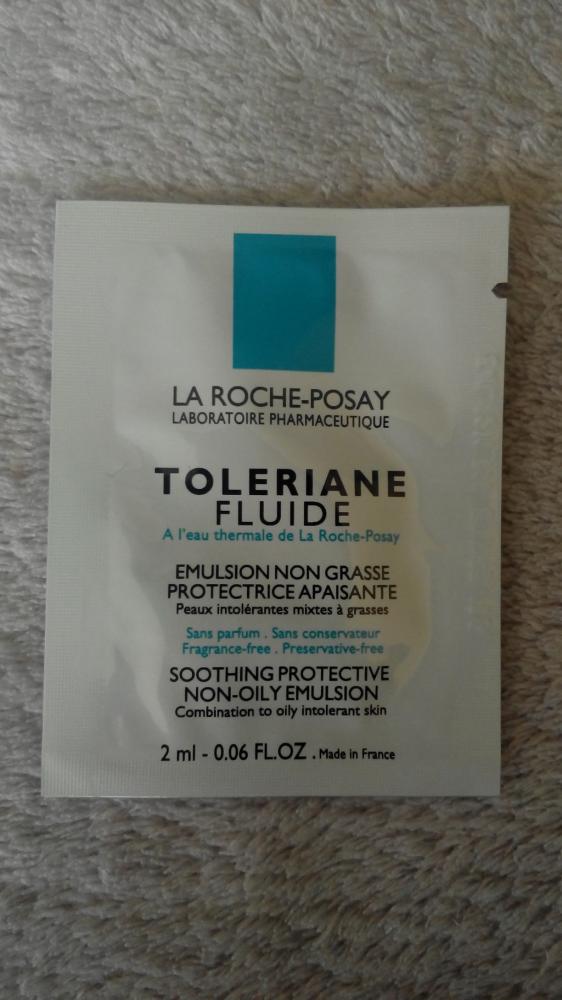 LA ROCHE-POSAY
LABORATOIRE PHARMACEUTIQUE
TOLERIANE
FLUIDE
A l'eau thermale de La Roche-Posay
EMULSION NON GRASSE
PROTECTRICE APAISANTE
Peaux intolérantes mixtes à grasses
Sans parfum . Sans conservateur
Fragrance-free . Preservative-free
SOOTHING PROTECTIVE
NON-OILY EMULSION
Combination to oily intolerant skin
2 ml - 0.06 FL.OZ . Made in France